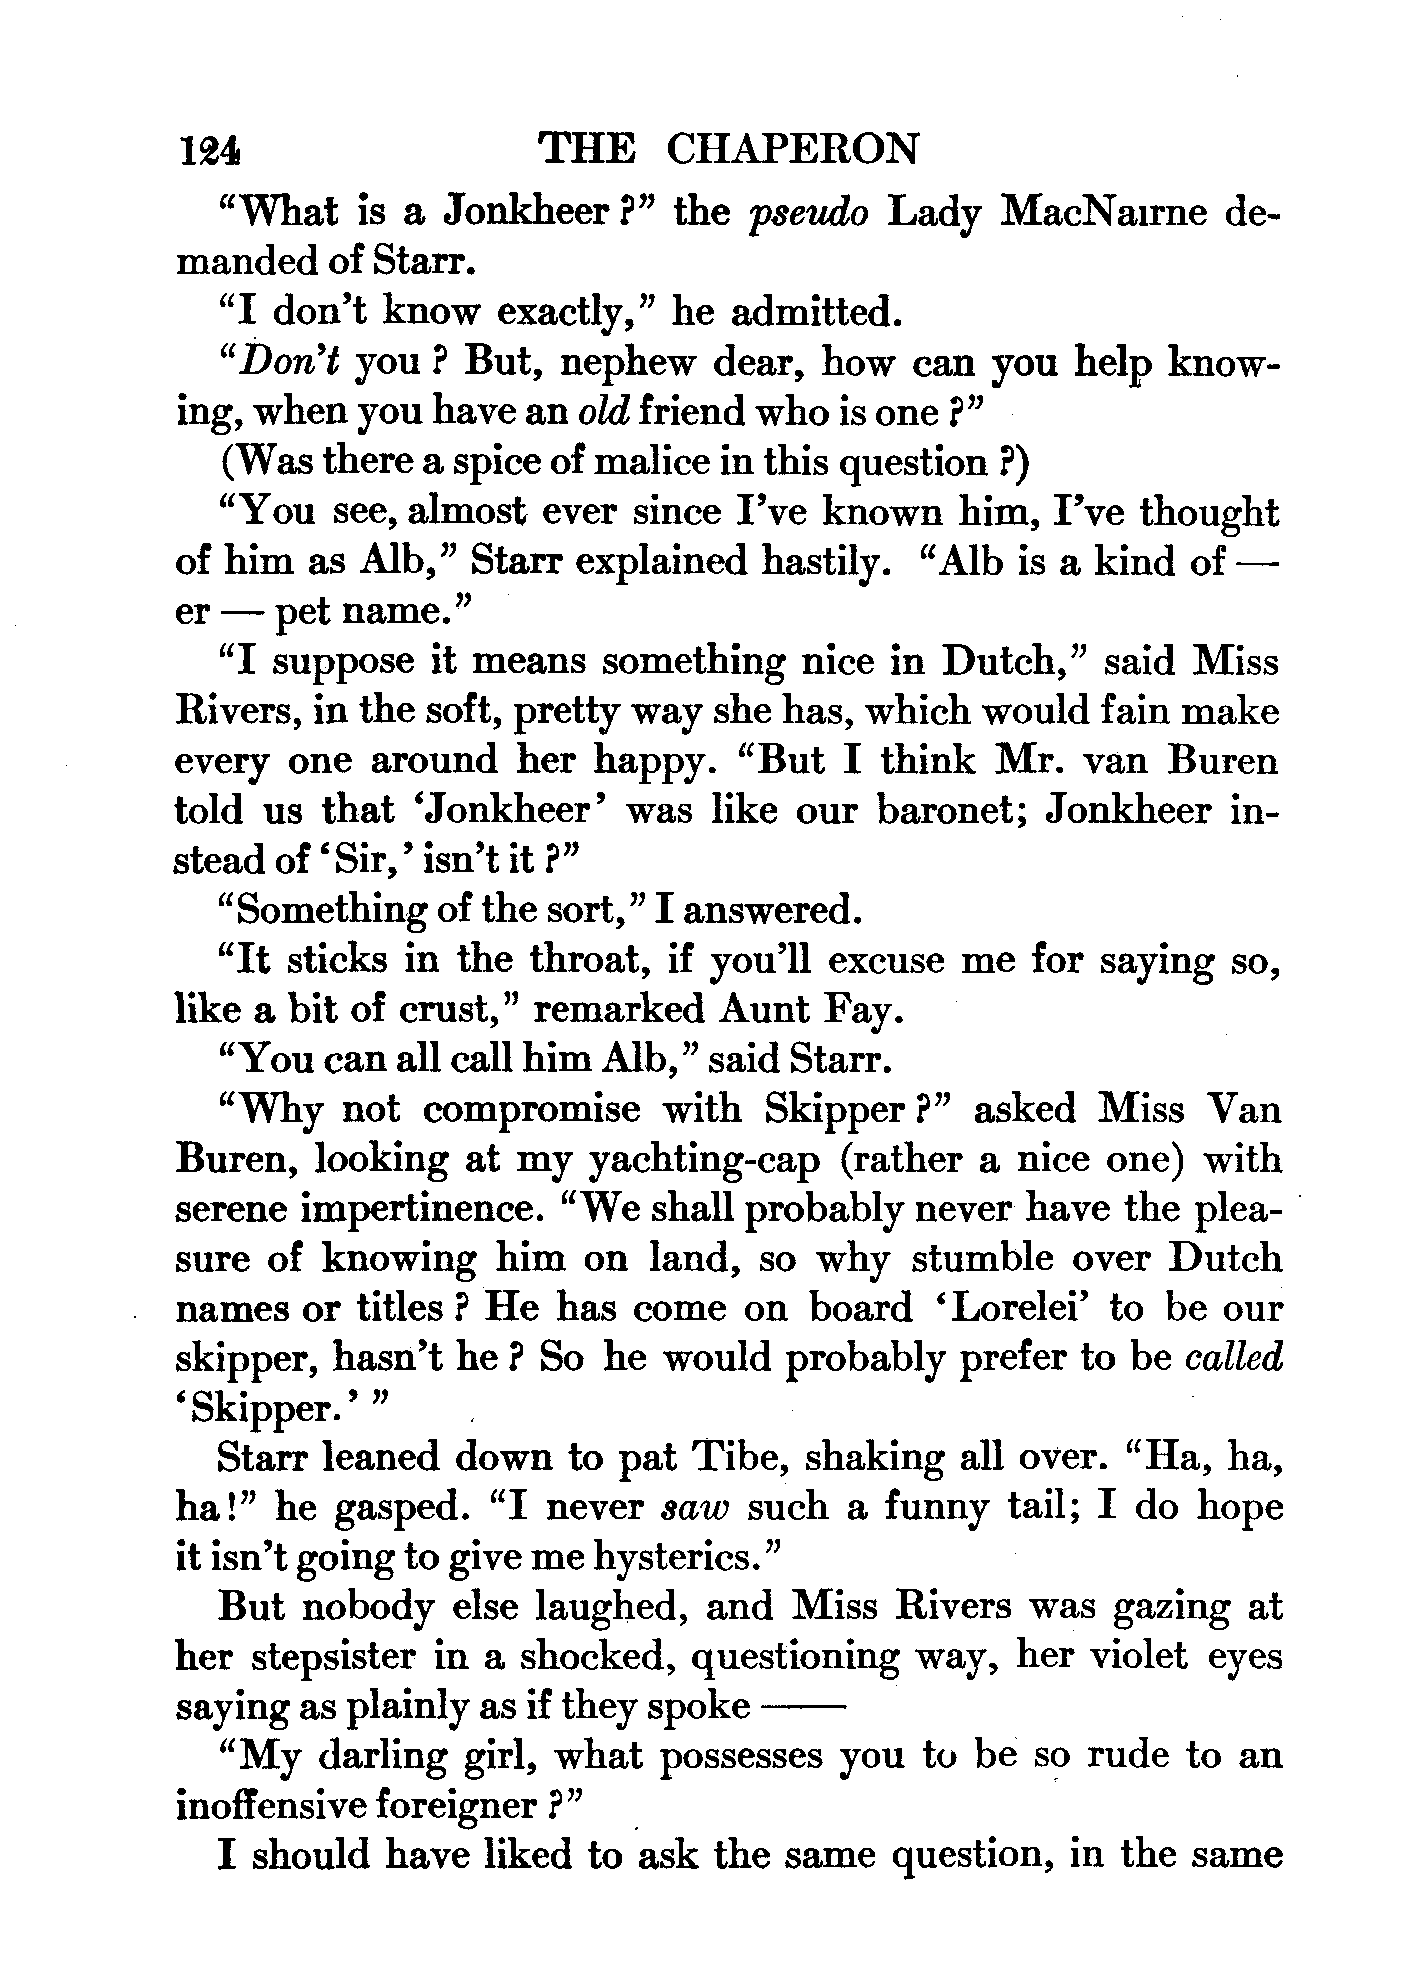 124 THE CHAPERON
“What is a Jonkheer?” the pseudo Lady MacNairne de-
manded of Starr.
“I don't know exactly,” he admitted.
“Don't you? But, nephew dear, how can you help know-
ing, when you have an old friend who is one?”
(Was there a spice of malice in this question?)
“You see, almost ever since I've known him, I've thought
of him as Alb,” Starr explained hastily. “Alb is a kind of —
er — pet name.”
“I suppose it means something nice in Dutch,” said Miss
Rivers, in the soft, pretty way she has, which would fain make
every one around her happy. “But I think Mr. van Buren
told us that ‘Jonkheer’ was like our baronet; Jonkheer in-
stead of ‘Sir,’ isn't it?”
“Something of the sort,” I answered.
“It sticks in the throat, if you'll excuse me for saying so,
like a bit of crust,” remarked Aunt Fay.
“You can all call him Alb,” said Starr.
“Why not compromise with Skipper?” asked Miss Van
Buren, looking at my yachting-cap (rather a nice one) with
serene impertinence. “We shall probably never have the plea-
sure of knowing him on land, so why stumble over Dutch
names or titles? He has come on board ‘Lorelei’ to be our
skipper, hasn't he? So he would probably prefer to be called
‘Skipper.’”
Starr leaned down to pat Tibe, shaking all over. “Ha, ha,
ha!” he gasped. “I never saw such a funny tail; I do hope
it isn't going to give me hysterics.”
But nobody else laughed, and Miss Rivers was gazing at
her stepsister in a shocked, questioning way, her violet eyes
saying as plainly as if they spoke ——
“My darling girl, what possesses you to be so rude to an
inoffensive foreigner?”
I should have liked to ask the same question, in the same